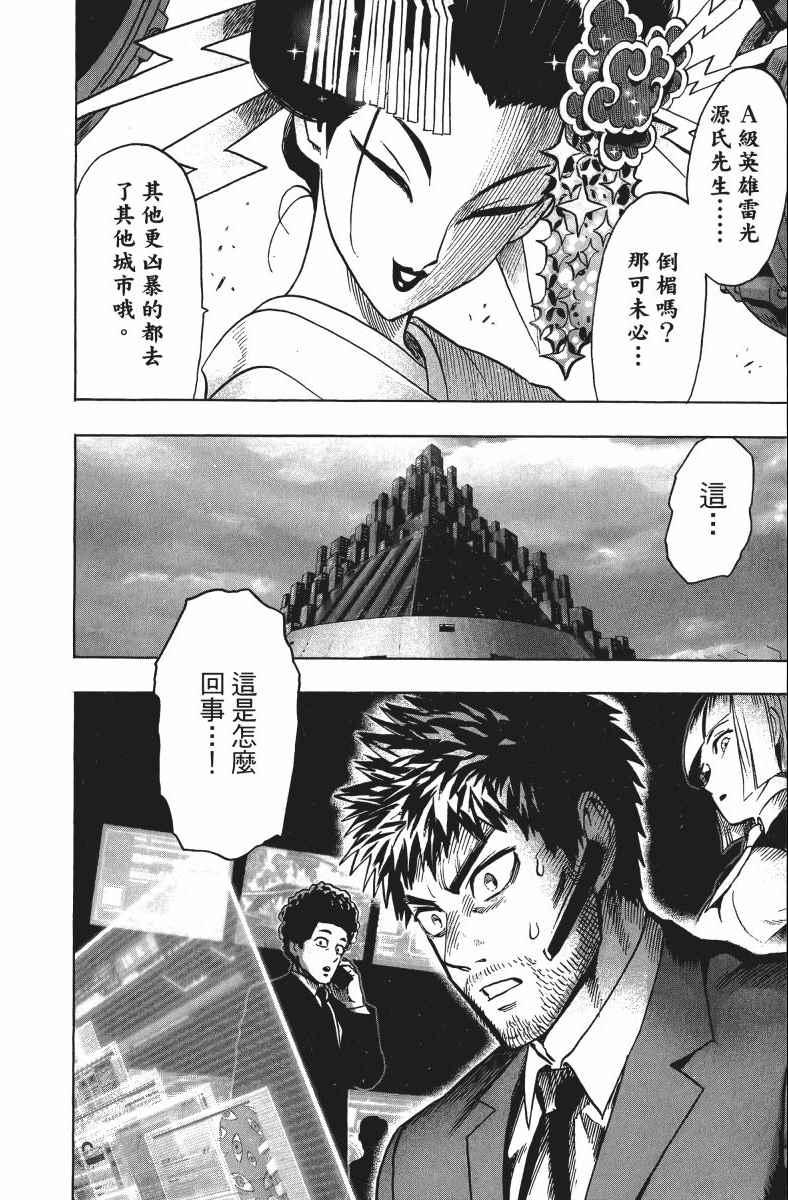 A級英雄雷光
源氏先生……
倒楣嗎？
那可未必…
其他更凶暴的都去
了其他城市哦。
這…
這是怎麼
回事…！